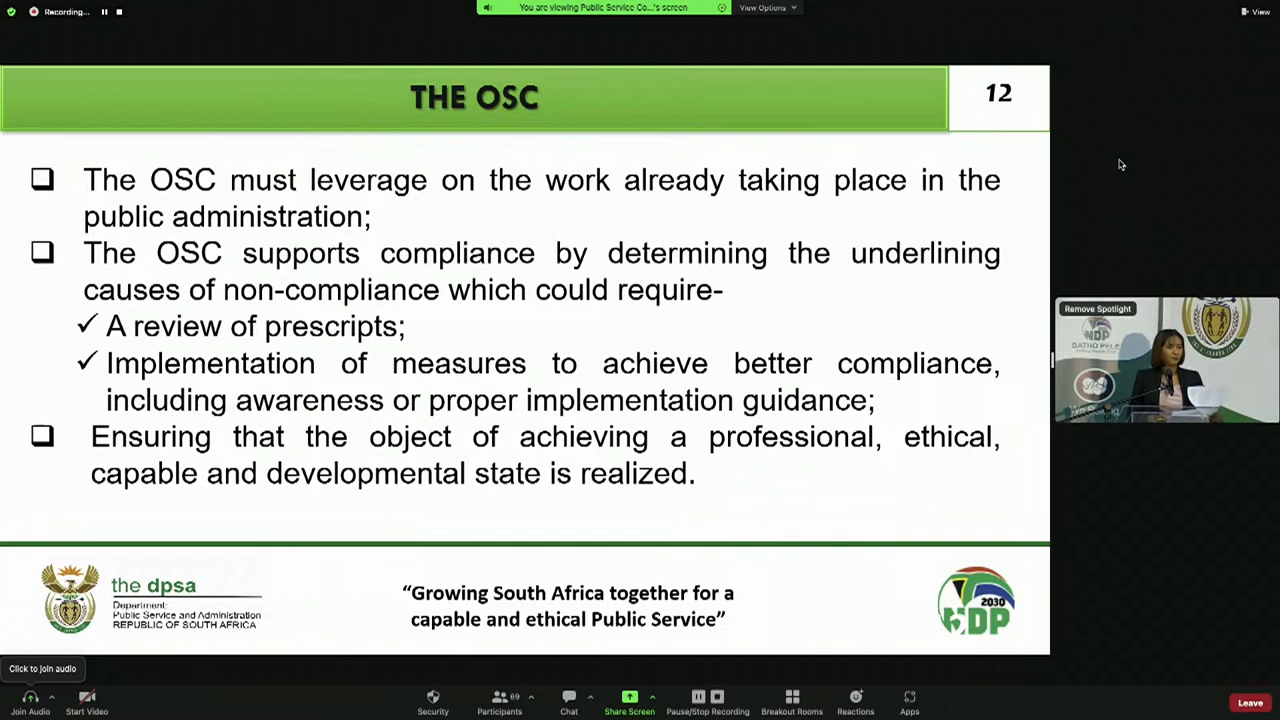 Recording...
You are viewing Public Service Co...'s screen
View Options
View
THE OSC
12
The OSC must leverage on the work already taking place in the
public administration;
The OSC supports compliance by determining the underlining
causes of non-compliance which could require-
A review of prescripts;
Implementation of measures to achieve better compliance,
including awareness or proper implementation guidance;
Ensuring that the object of achieving a professional, ethical,
capable and developmental state is realized.
Remove Spotlight
BATHO PELE
the dpsa
Department:
Public Service and Administration
REPUBLIC OF SOUTH AFRICA
“Growing South Africa together for a
capable and ethical Public Service”
2030
NDP
Click to join audio
Join Audio
Start Video
Security
Participants
69
Chat
Share Screen
Pause/Stop Recording
Breakout Rooms
Reactions
Apps
Leave